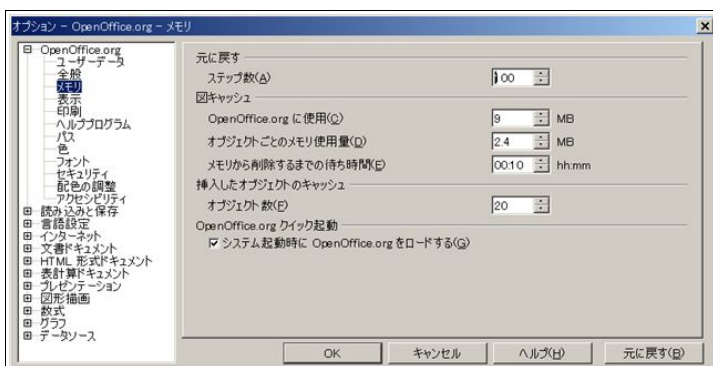 オプション - OpenOffice.org - メモリ
OpenOffice.org
ユーザーデータ
全般
メモリ
表示
印刷
ヘルププログラム
パス
色
フォント
セキュリティ
配色の調整
アクセシビリティ
読み込みと保存
言語設定
インターネット
文書ドキュメント
HTML 形式ドキュメント
表計算ドキュメント
プレゼンテーション
図形描画
数式
グラフ
データソース
元に戻す
ステップ数(A) 100
図キャッシュ
OpenOffice.org に使用(C) 9 MB
オブジェクトごとのメモリ使用量(D) 2.4 MB
メモリから削除するまでの待ち時間(E) 00:10 hh:mm
挿入したオブジェクトのキャッシュ
オブジェクト数(F) 20
OpenOffice.org クイック起動
システム起動時に OpenOffice.org をロードする(G)
OK キャンセル ヘルプ(H) 元に戻す(B)